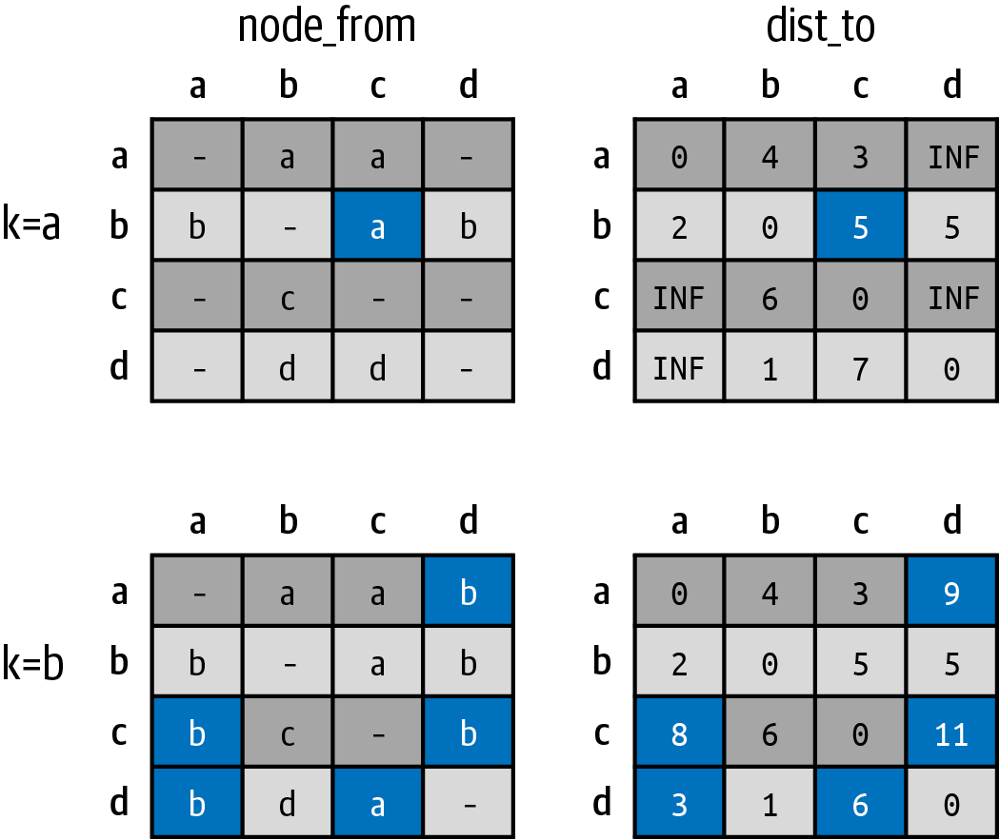 node_from dist_to
a b c d a b c d
a - a a - a 0 4 3 INF
k=a b b - a b b 2 0 5 5
c - c - - c INF 6 0 INF
d - d d - d INF 1 7 0
a b c d a b c d
a - a a b a 0 4 3 9
k=b b b - a b b 2 0 5 5
c b c - b c 8 6 0 11
d b d a - d 3 1 6 0